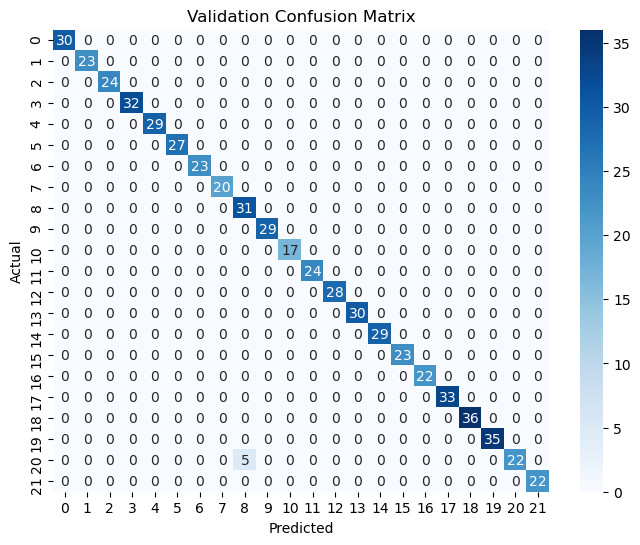 Validation Confusion Matrix
0 30 0 0 0 0 0 0 0 0 0 0 0 0 0 0 0 0 0 0 0 0 0
1 0 23 0 0 0 0 0 0 0 0 0 0 0 0 0 0 0 0 0 0 0 0
2 0 0 24 0 0 0 0 0 0 0 0 0 0 0 0 0 0 0 0 0 0 0
3 0 0 0 32 0 0 0 0 0 0 0 0 0 0 0 0 0 0 0 0 0 0
4 0 0 0 0 29 0 0 0 0 0 0 0 0 0 0 0 0 0 0 0 0 0
5 0 0 0 0 0 27 0 0 0 0 0 0 0 0 0 0 0 0 0 0 0 0
6 0 0 0 0 0 0 23 0 0 0 0 0 0 0 0 0 0 0 0 0 0 0
7 0 0 0 0 0 0 0 20 0 0 0 0 0 0 0 0 0 0 0 0 0 0
8 0 0 0 0 0 0 0 0 31 0 0 0 0 0 0 0 0 0 0 0 0 0
9 0 0 0 0 0 0 0 0 0 29 0 0 0 0 0 0 0 0 0 0 0 0
10 0 0 0 0 0 0 0 0 0 0 17 0 0 0 0 0 0 0 0 0 0 0
11 0 0 0 0 0 0 0 0 0 0 0 24 0 0 0 0 0 0 0 0 0 0
12 0 0 0 0 0 0 0 0 0 0 0 0 28 0 0 0 0 0 0 0 0 0
13 0 0 0 0 0 0 0 0 0 0 0 0 0 30 0 0 0 0 0 0 0 0
14 0 0 0 0 0 0 0 0 0 0 0 0 0 0 29 0 0 0 0 0 0 0
15 0 0 0 0 0 0 0 0 0 0 0 0 0 0 0 23 0 0 0 0 0 0
16 0 0 0 0 0 0 0 0 0 0 0 0 0 0 0 0 22 0 0 0 0 0
17 0 0 0 0 0 0 0 0 0 0 0 0 0 0 0 0 0 33 0 0 0 0
18 0 0 0 0 0 0 0 0 0 0 0 0 0 0 0 0 0 0 36 0 0 0
19 0 0 0 0 0 0 0 0 0 0 0 0 0 0 0 0 0 0 0 35 0 0
20 0 0 0 0 0 0 0 0 5 0 0 0 0 0 0 0 0 0 0 0 22 0
21 0 0 0 0 0 0 0 0 0 0 0 0 0 0 0 0 0 0 0 0 0 22
0 1 2 3 4 5 6 7 8 9 10 11 12 13 14 15 16 17 18 19 20 21
Predicted
Actual
35
30
25
20
15
10
5
0